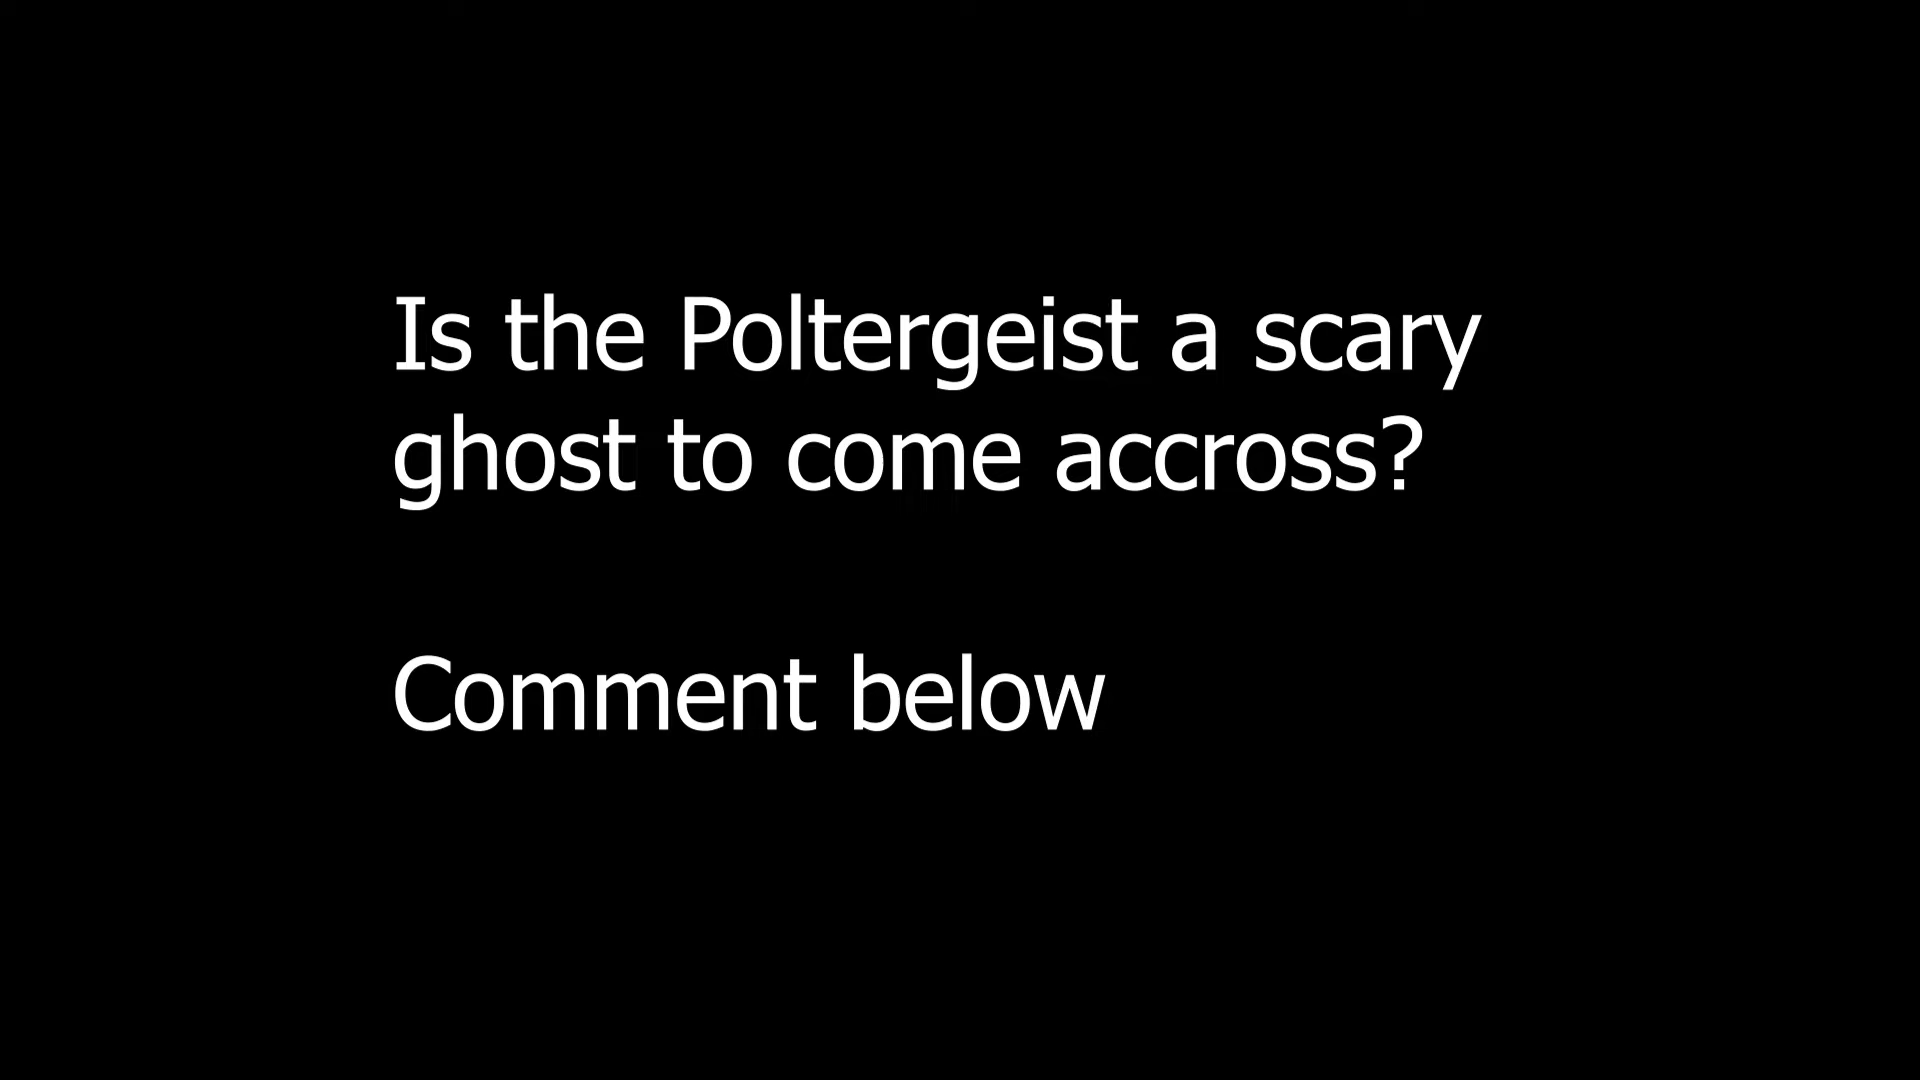 Is the Poltergeist a scary
ghost to come accross?
Comment below